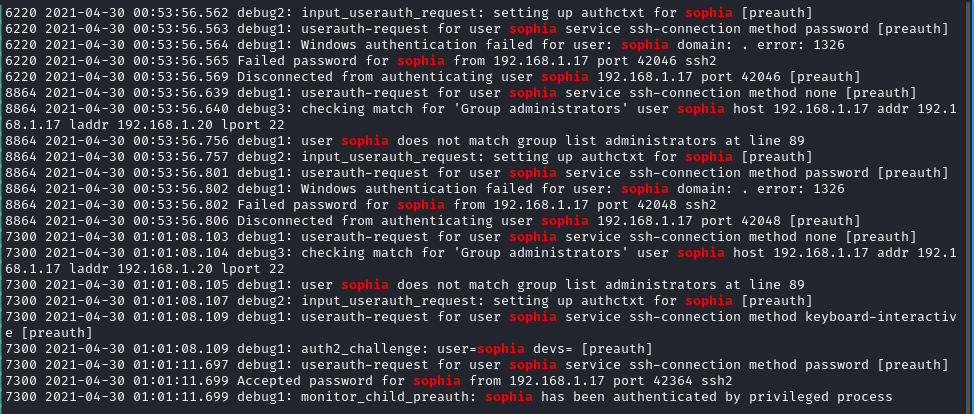 6220 2021-04-30 00:53:56.562 debug2: input_userauth_request: setting up authctxt for sophia [preauth]
6220 2021-04-30 00:53:56.563 debug1: userauth-request for user sophia service ssh-connection method password [preauth]
6220 2021-04-30 00:53:56.564 debug1: Windows authentication failed for user: sophia domain: . error: 1326
6220 2021-04-30 00:53:56.565 Failed password for sophia from 192.168.1.17 port 42046 ssh2
6220 2021-04-30 00:53:56.569 Disconnected from authenticating user sophia 192.168.1.17 port 42046 [preauth]
8864 2021-04-30 00:53:56.639 debug1: userauth-request for user sophia service ssh-connection method none [preauth]
8864 2021-04-30 00:53:56.640 debug3: checking match for 'Group administrators' user sophia host 192.168.1.17 addr 192.1
68.1.17 laddr 192.168.1.20 lport 22
8864 2021-04-30 00:53:56.756 debug1: user sophia does not match group list administrators at line 89
8864 2021-04-30 00:53:56.757 debug2: input_userauth_request: setting up authctxt for sophia [preauth]
8864 2021-04-30 00:53:56.801 debug1: userauth-request for user sophia service ssh-connection method password [preauth]
8864 2021-04-30 00:53:56.802 debug1: Windows authentication failed for user: sophia domain: . error: 1326
8864 2021-04-30 00:53:56.802 Failed password for sophia from 192.168.1.17 port 42048 ssh2
8864 2021-04-30 00:53:56.806 Disconnected from authenticating user sophia 192.168.1.17 port 42048 [preauth]
7300 2021-04-30 01:01:08.103 debug1: userauth-request for user sophia service ssh-connection method none [preauth]
7300 2021-04-30 01:01:08.104 debug3: checking match for 'Group administrators' user sophia host 192.168.1.17 addr 192.1
68.1.17 laddr 192.168.1.20 lport 22
7300 2021-04-30 01:01:08.105 debug1: user sophia does not match group list administrators at line 89
7300 2021-04-30 01:01:08.107 debug2: input_userauth_request: setting up authctxt for sophia [preauth]
7300 2021-04-30 01:01:08.109 debug1: userauth-request for user sophia service ssh-connection method keyboard-interactiv
e [preauth]
7300 2021-04-30 01:01:08.109 debug1: auth2_challenge: user=sophia devs= [preauth]
7300 2021-04-30 01:01:11.697 debug1: userauth-request for user sophia service ssh-connection method password [preauth]
7300 2021-04-30 01:01:11.699 Accepted password for sophia from 192.168.1.17 port 42364 ssh2
7300 2021-04-30 01:01:11.699 debug1: monitor_child_preauth: sophia has been authenticated by privileged process